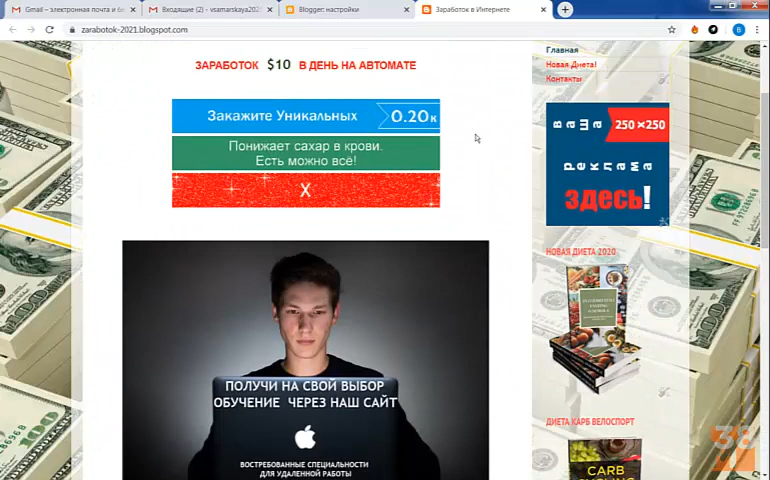 Gmail – электронная почта и бе
Входящие (2) - vsamarskaya202
Blogger: настройки
Заработок в Интернете
zarabotok-2021.blogspot.com
В
ЗАРАБОТОК $10 В ДЕНЬ НА АВТОМАТЕ
Закажите Уникальных 0.20к
Понижает сахар в крови.
Есть можно всё!
X
ПОЛУЧИ НА СВОЙ ВЫБОР
ОБУЧЕНИЕ ЧЕРЕЗ НАШ САЙТ
ВОСТРЕБОВАННЫЕ СПЕЦИАЛЬНОСТИ
ДЛЯ УДАЛЕННОЙ РАБОТЫ
Главная
Новая Диета!
Контакты
ваша 250×250
реклама
здесь!
НОВАЯ ДИЕТА 2020
ДИЕТА КАРБ ВЕЛОСПОРТ
CARB